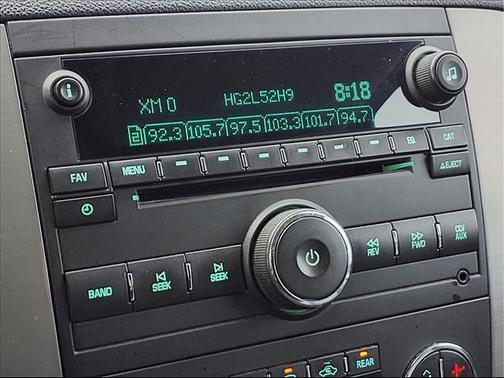 XM 0 HG2L52H9 8:18
2 92.3 105.7 97.5 103.3 101.7 94.7
FAV MENU EQ CAT
EJECT
BAND SEEK SEEK REV FWD CD/AUX
REAR